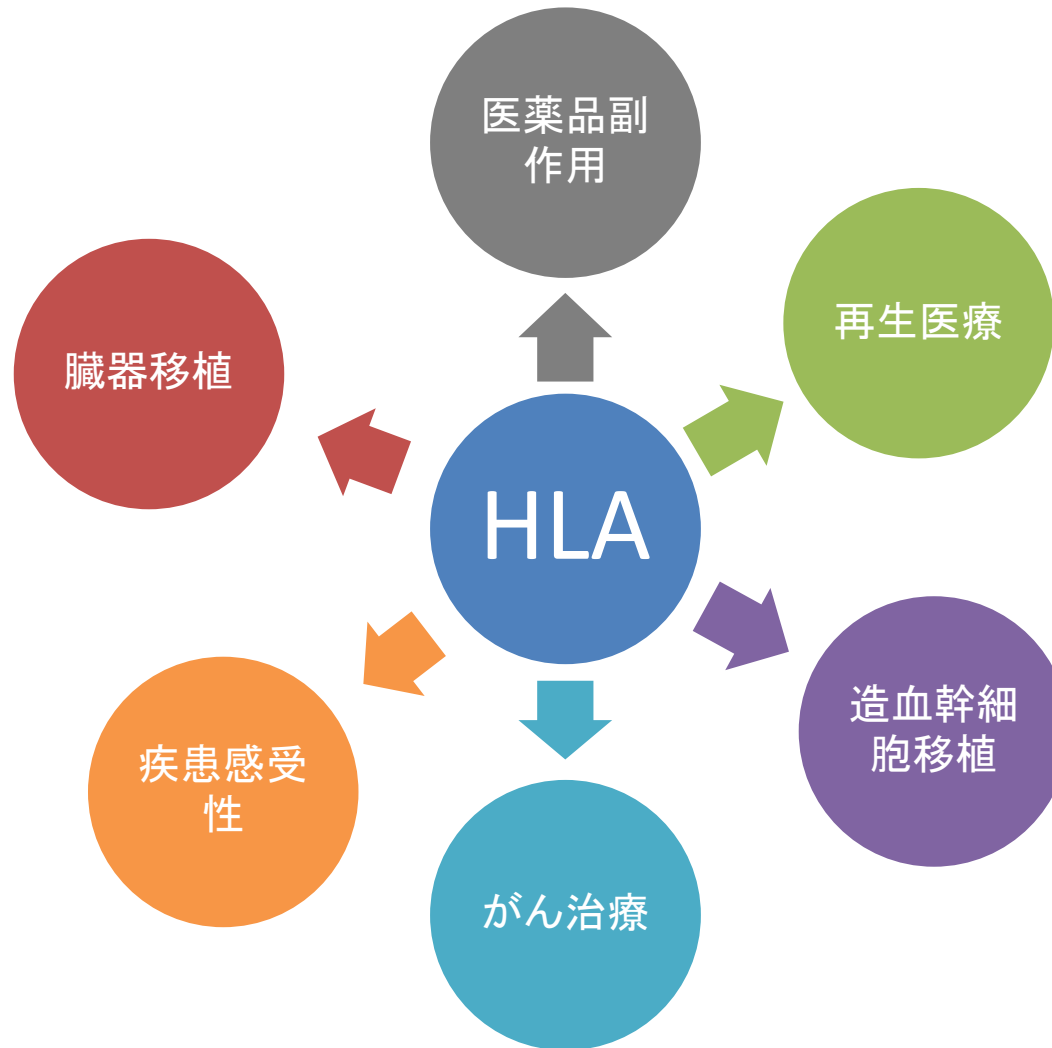 医薬品副
作用
再生医療
臓器移植
HLA
造血幹細
胞移植
疾患感受
性
がん治療